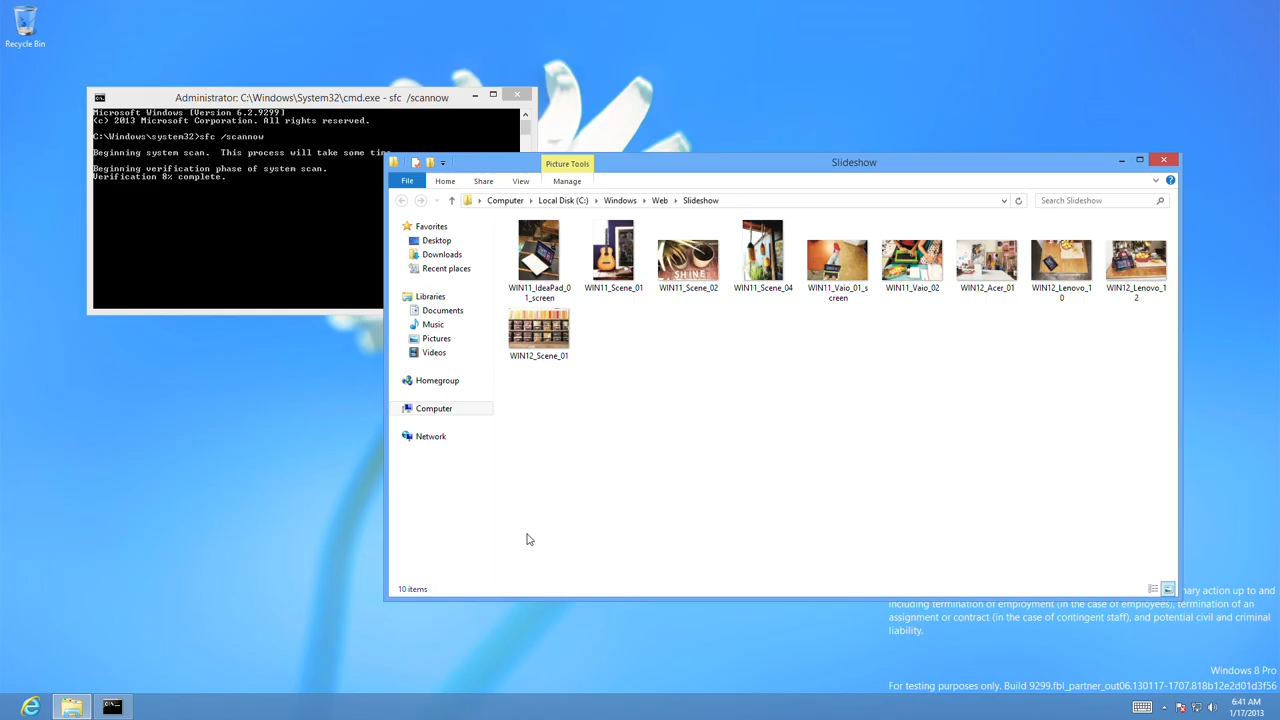 Recycle Bin
Administrator: C:\Windows\System32\cmd.exe - sfc /scannow
Microsoft Windows [Version 6.2.9299]
(c) 2013 Microsoft Corporation. All rights reserved.
C:\Windows\system32>sfc /scannow
Beginning system scan. This process will take some time.
Beginning verification phase of system scan.
Verification 8% complete.
Picture Tools
Slideshow
File
Home
Share
View
Manage
Computer
Local Disk (C:)
Windows
Web
Slideshow
Search Slideshow
Favorites
Desktop
Downloads
Recent places
Libraries
Documents
Music
Pictures
Videos
Homegroup
Computer
Network
WIN11_IdeaPad_0
1_screen
WIN11_Scene_01
WIN11_Scene_02
WIN11_Scene_04
WIN11_Vaio_01_s
creen
WIN11_Vaio_02
WIN12_Acer_01
WIN12_Lenovo_1
0
WIN12_Lenovo_1
2
SHINE
WIN12_Scene_01
10 items
nary action up to and
including termination of employment (in the case of employees), termination of an
assignment or contract (in the case of contingent staff), and potential civil and criminal
liability.
Windows 8 Pro
For testing purposes only. Build 9299.fbl_partner_out06.130117-1707.818b12e2d01d3f56
6:41 AM
1/17/2013